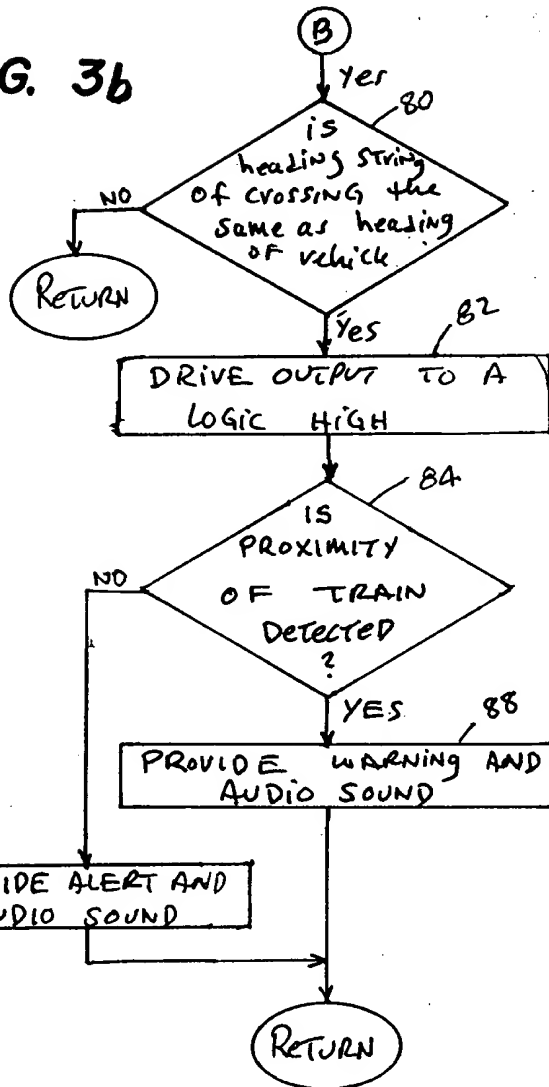 G. 3b
B
Yes
80
is
heading string
of crossing the
same as heading
of vehicle
NO
RETURN
Yes
82
DRIVE OUTPUT TO A
LOGIC HIGH
84
IS
PROXIMITY
OF TRAIN
DETECTED
?
NO
YES
88
PROVIDE WARNING AND
AUDIO SOUND
IDE ALERT AND
UDIO SOUND
RETURN